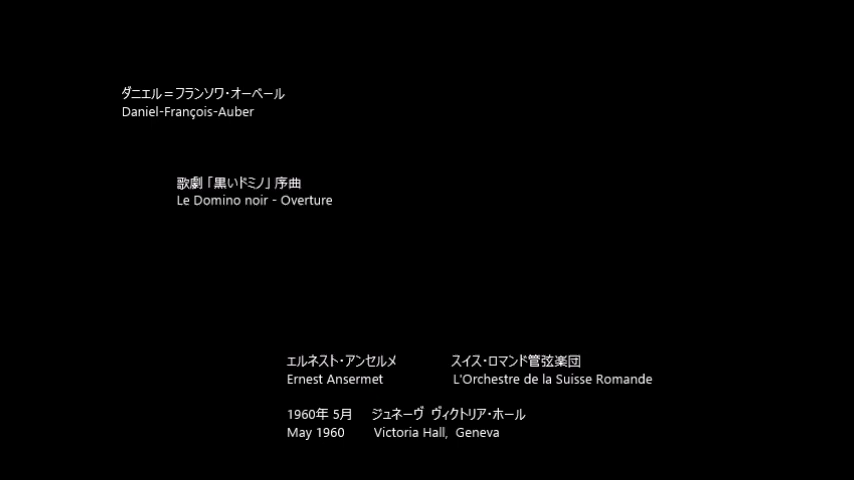 ダニエル＝フランソワ・オーベール
Daniel-François-Auber
歌劇「黒いドミノ」序曲
Le Domino noir - Overture
エルネスト・アンセルメ スイス・ロマンド管弦楽団
Ernest Ansermet L'Orchestre de la Suisse Romande
1960年 5月 ジュネーヴ ヴィクトリア・ホール
May 1960 Victoria Hall, Geneva